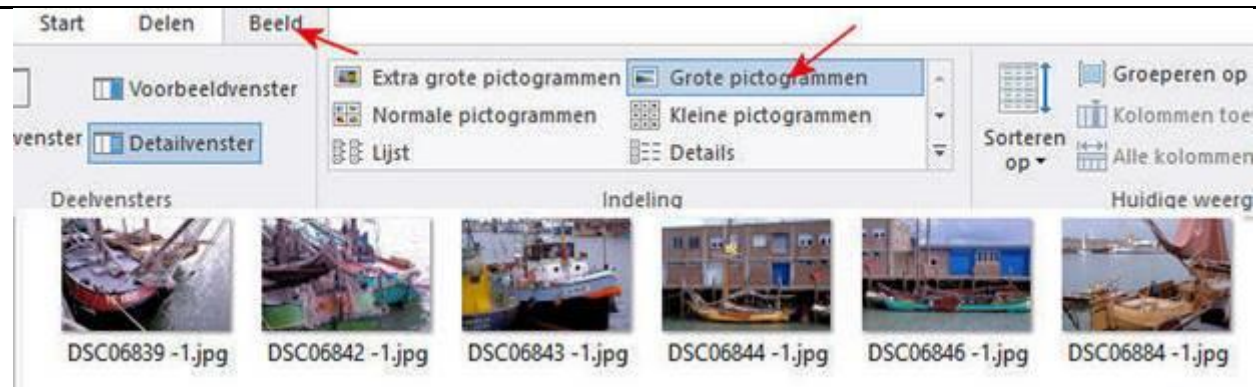 Start Delen Beeld
Extra grote pictogrammen Grote pictogrammen Groeperen op
Voorbeeldvenster
Normale pictogrammen Kleine pictogrammen Kolommen toe
venster Detailvenster Lijst Details Sorteren op Alle kolommen
Deelvensters Indeling Huidige weerg
DSC06839 -1.jpg DSC06842 -1.jpg DSC06843 -1.jpg DSC06844 -1.jpg DSC06846 -1.jpg DSC06884 -1.jpg